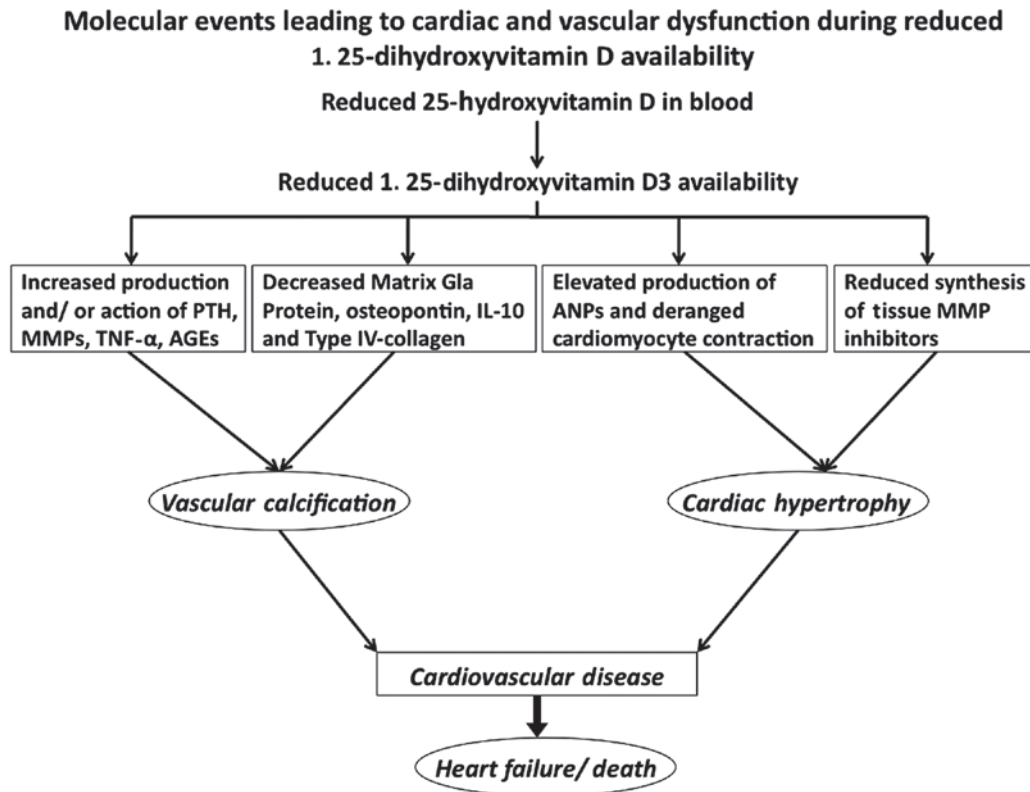 Molecular events leading to cardiac and vascular dysfunction during reduced
1. 25-dihydroxyvitamin D availability
Reduced 25-hydroxyvitamin D in blood
Reduced 1. 25-dihydroxyvitamin D3 availability
Increased production
and/ or action of PTH,
MMPs, TNF-α, AGEs
Decreased Matrix Gla
Protein, osteopontin, IL-10
and Type IV-collagen
Elevated production of
ANPs and deranged
cardiomyocyte contraction
Reduced synthesis
of tissue MMP
inhibitors
Vascular calcification
Cardiac hypertrophy
Cardiovascular disease
Heart failure/ death